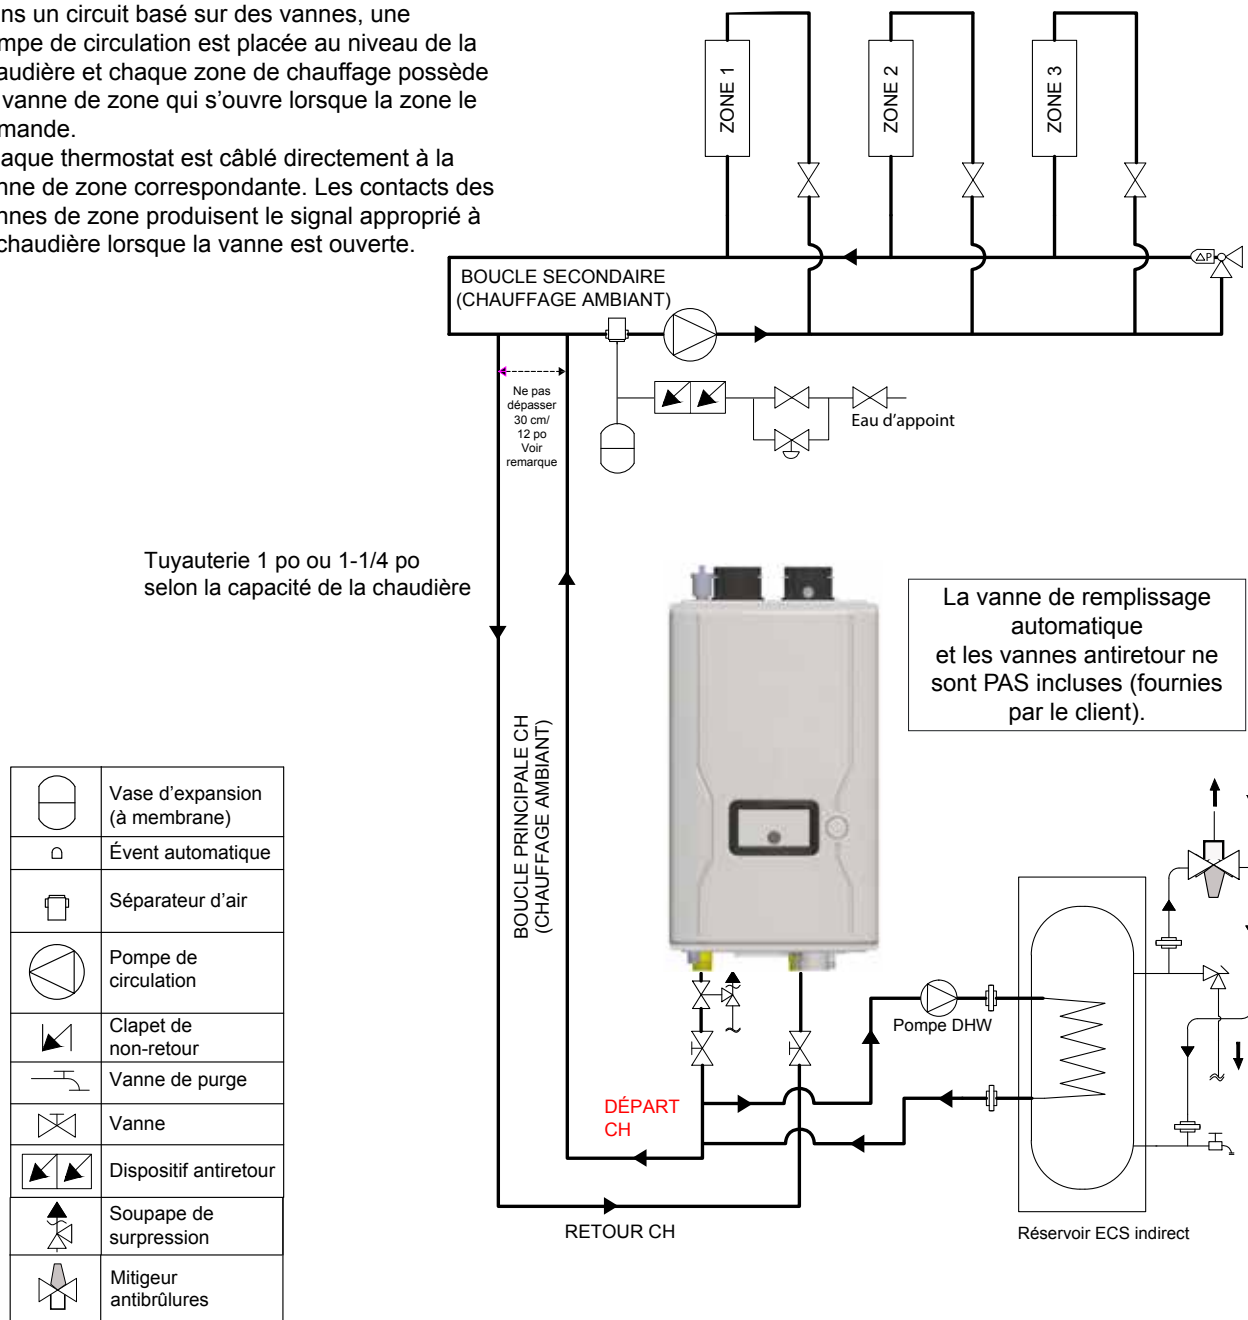 ns un circuit basé sur des vannes, une
mpe de circulation est placée au niveau de la
audière et chaque zone de chauffage possède
vanne de zone qui s'ouvre lorsque la zone le
mande.
aque thermostat est câblé directement à la
nne de zone correspondante. Les contacts des
nnes de zone produisent le signal approprié à
chaudière lorsque la vanne est ouverte.
ZONE 1
ZONE 2
ZONE 3
ΔP
BOUCLE SECONDAIRE
(CHAUFFAGE AMBIANT)
Ne pas
dépasser
30 cm/
12 po
Voir
remarque
Eau d'appoint
Tuyauterie 1 po ou 1-1/4 po
selon la capacité de la chaudière
La vanne de remplissage
automatique
et les vannes antiretour ne
sont PAS incluses (fournies
par le client).
BOUCLE PRINCIPALE CH
(CHAUFFAGE AMBIANT)
Vase d'expansion
(à membrane)
Évent automatique
Séparateur d'air
Pompe de
circulation
Clapet de
non-retour
Vanne de purge
Vanne
Dispositif antiretour
Soupape de
surpression
Mitigeur
antibrûlures
Pompe DHW
DÉPART
CH
RETOUR CH
Réservoir ECS indirect